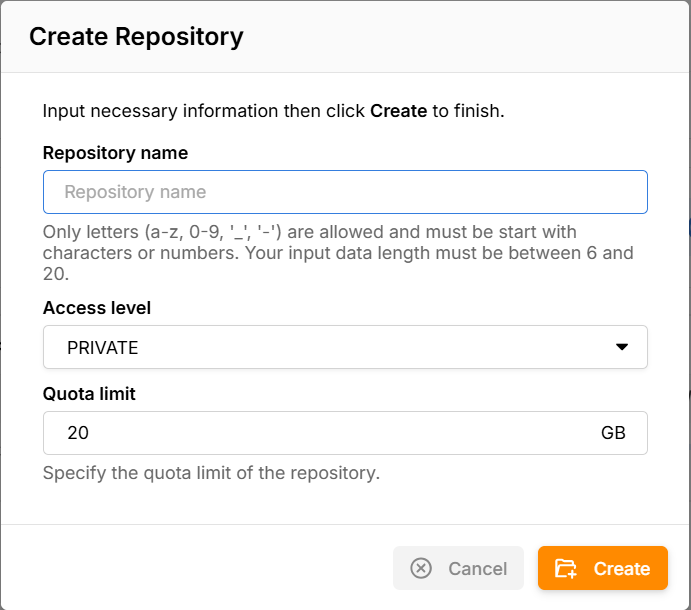 Create Repository
Input necessary information then click Create to finish.
Repository name
Repository name
Only letters (a-z, 0-9, '_', '-') are allowed and must be start with
characters or numbers. Your input data length must be between 6 and
20.
Access level
PRIVATE
Quota limit
20 GB
Specify the quota limit of the repository.
Cancel Create